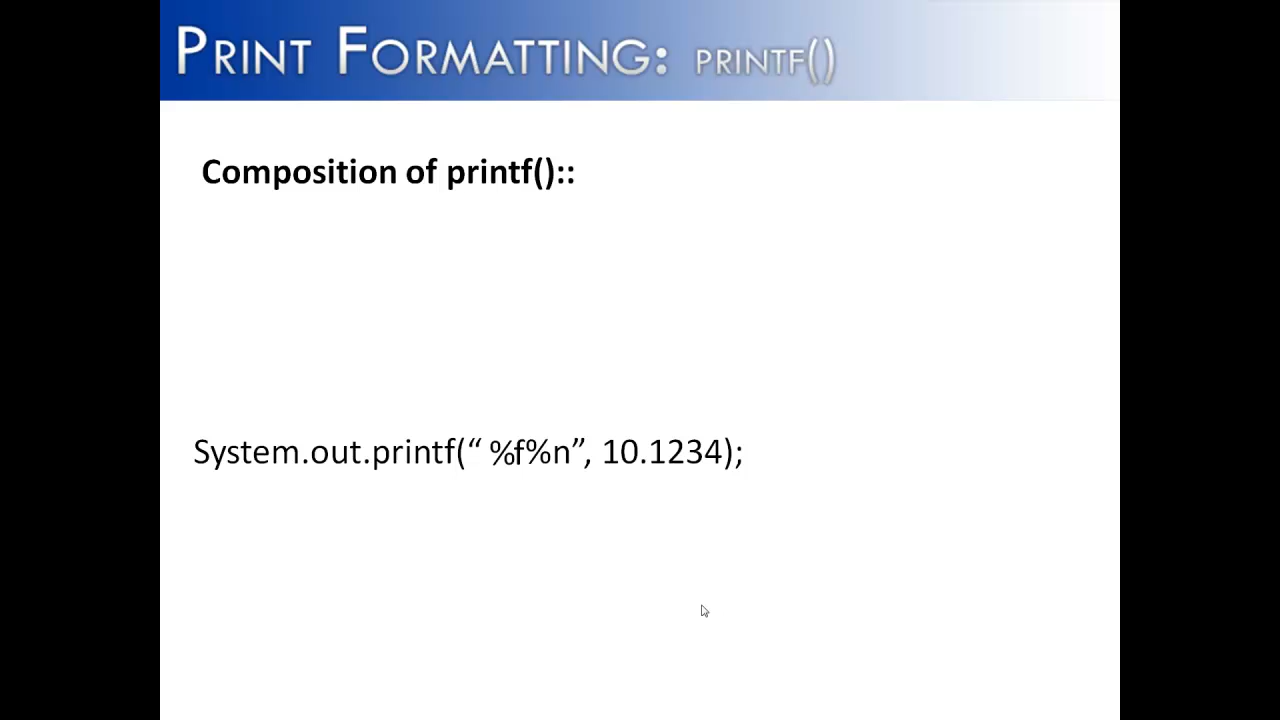 PRINT FORMATTING: PRINTF()
Composition of printf()::
System.out.printf(“ %f%n”, 10.1234);